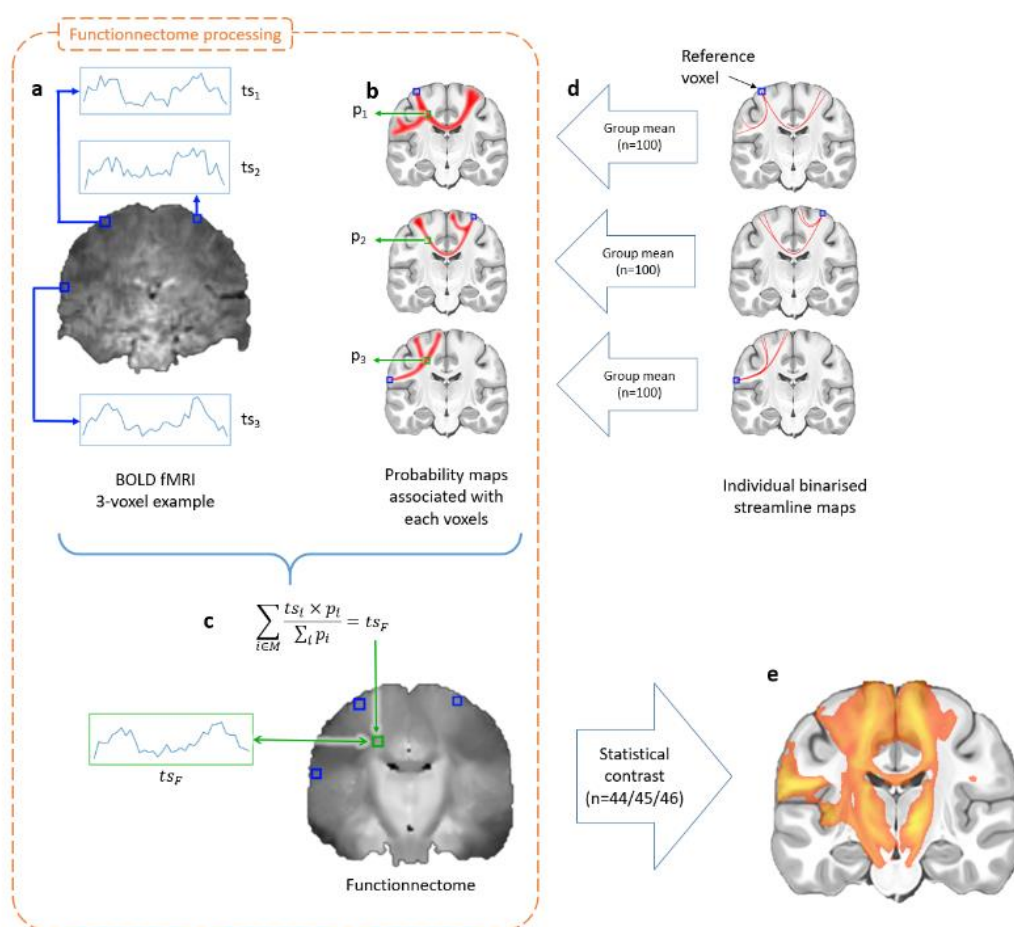 Functionnectome processing
a
ts1
ts2
ts3
BOLD fMRI
3-voxel example
b
p1
p2
p3
Probability maps
associated with
each voxels
d
Reference
voxel
Group mean
(n=100)
Group mean
(n=100)
Group mean
(n=100)
Individual binarised
streamline maps
c
∑i∈M tsi × pi / ∑i pi = tsF
tsF
Functionnectome
Statistical
contrast
(n=44/45/46)
e